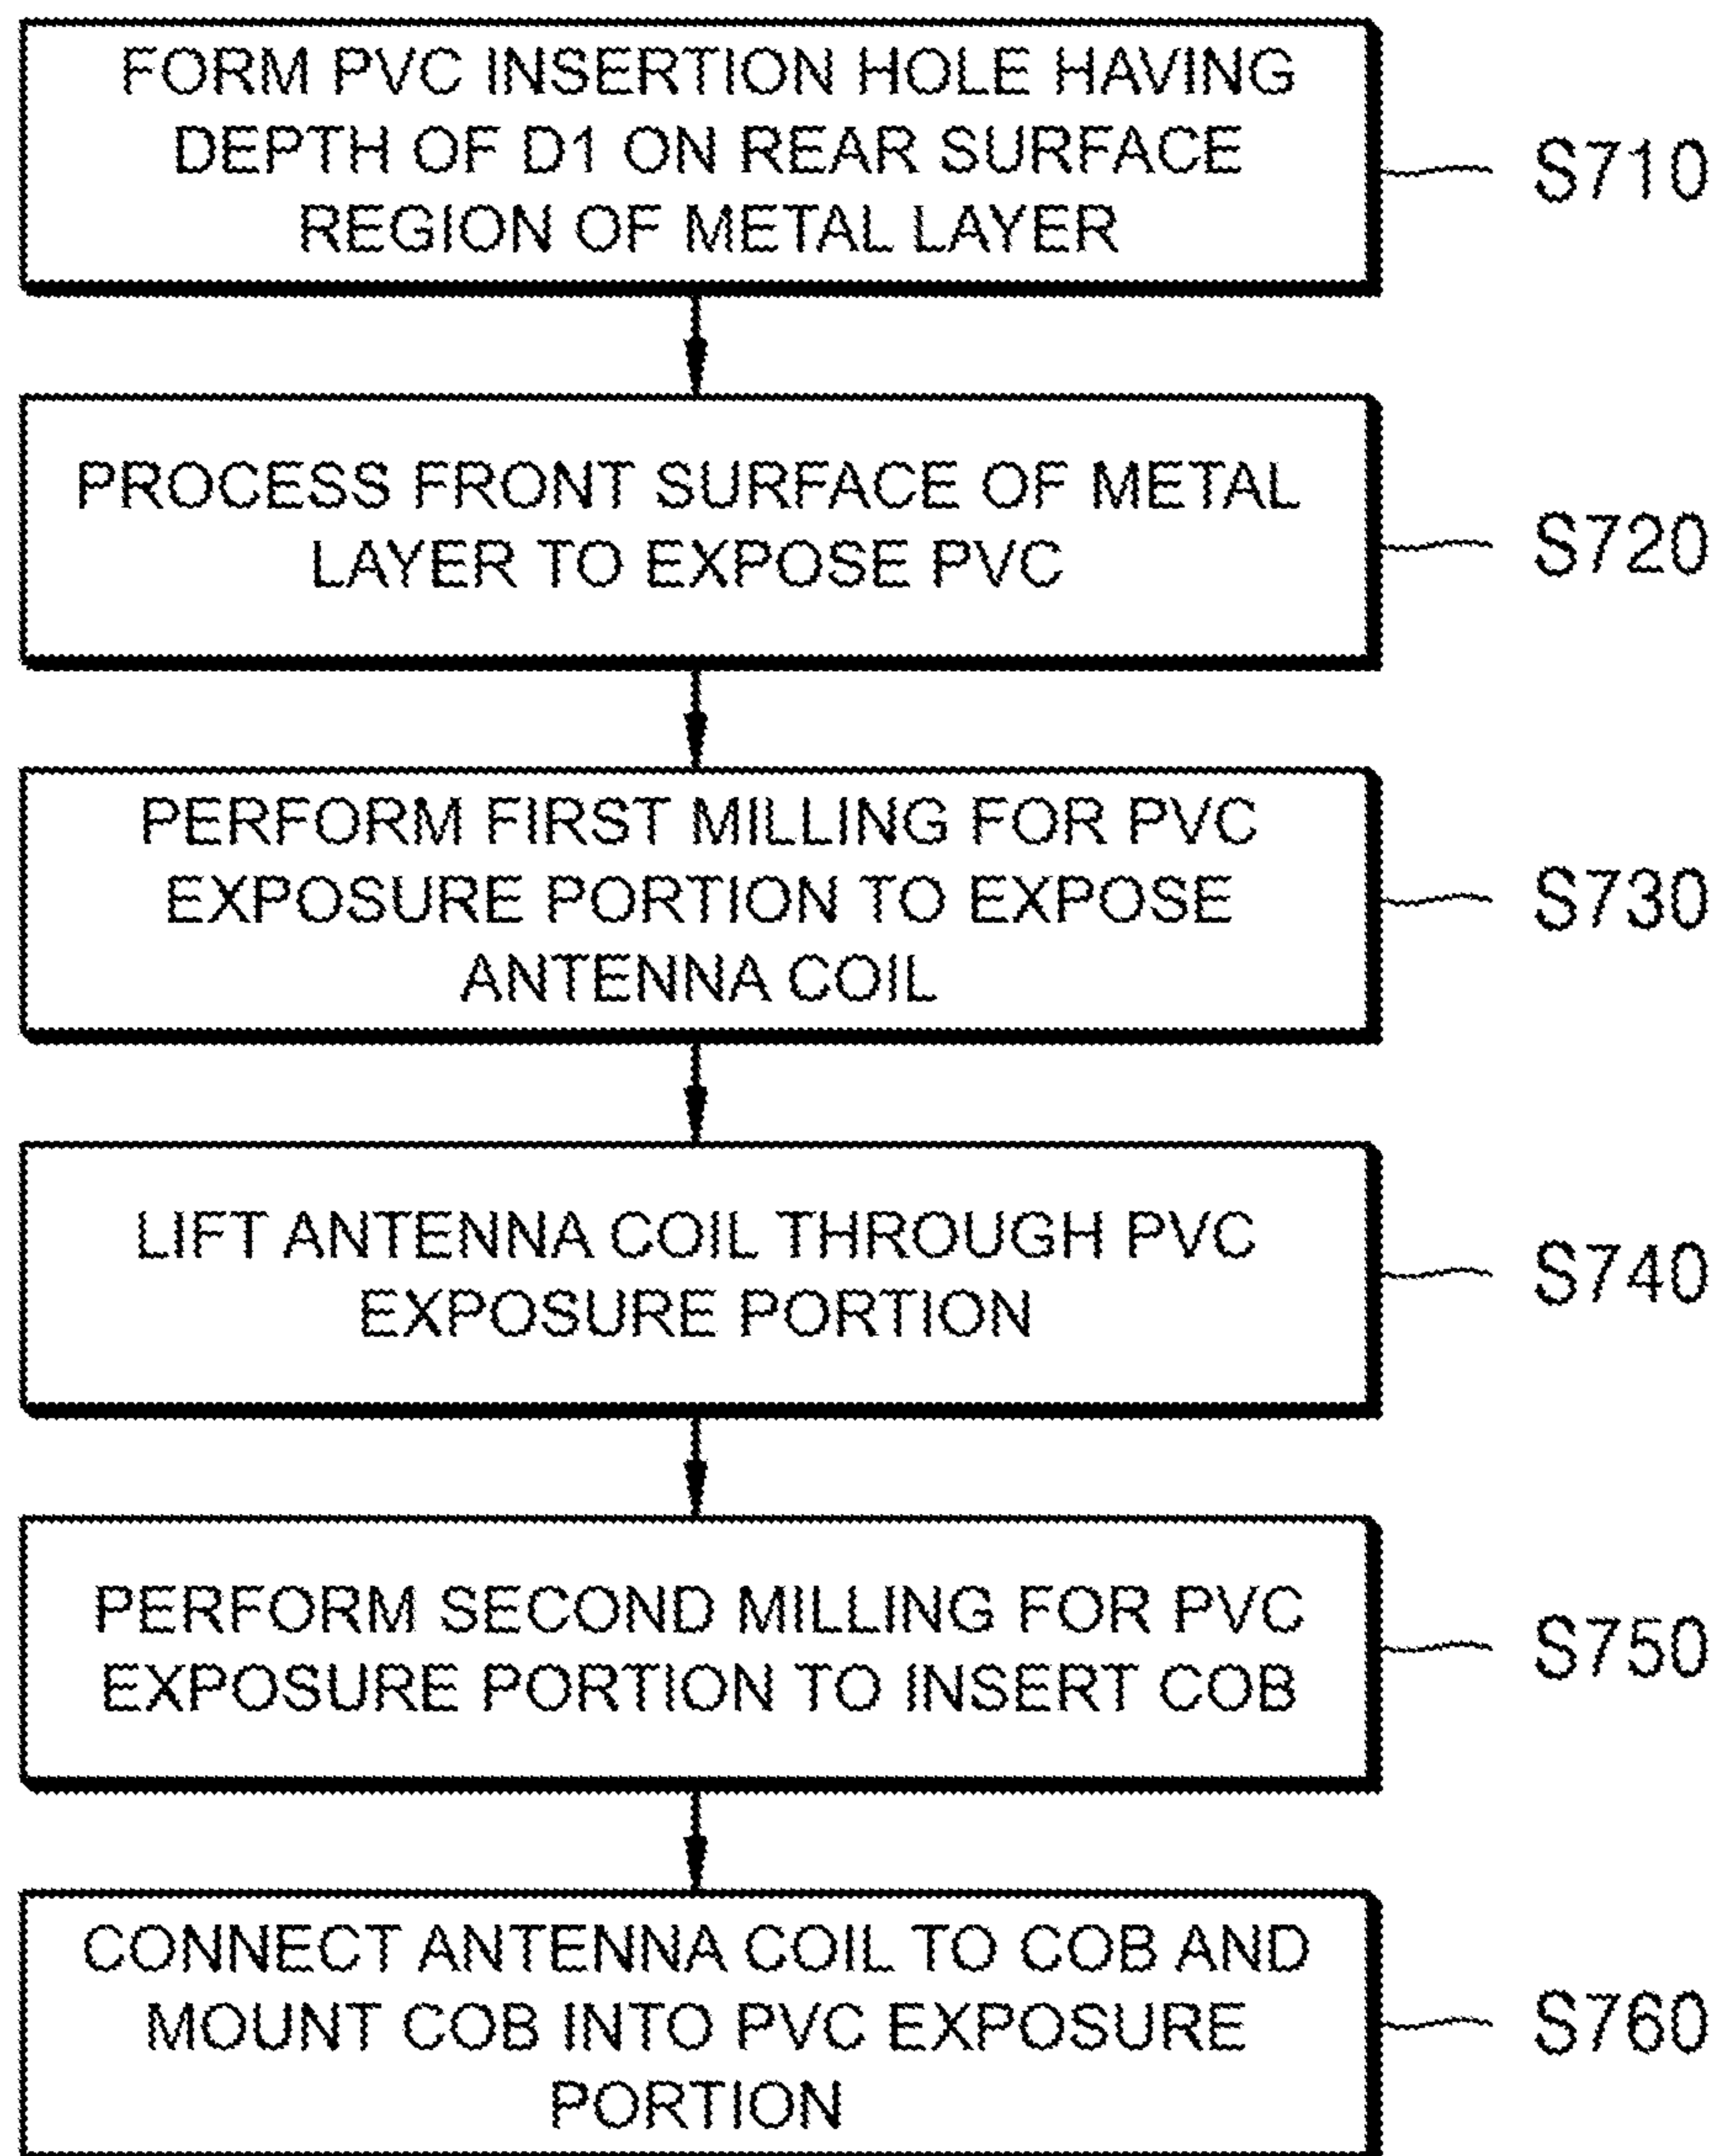 FORM PVC INSERTION HOLE HAVING
DEPTH OF D1 ON REAR SURFACE
REGION OF METAL LAYER
S710
PROCESS FRONT SURFACE OF METAL
LAYER TO EXPOSE PVC
S720
PERFORM FIRST MILLING FOR PVC
EXPOSURE PORTION TO EXPOSE
ANTENNA COIL
S730
LIFT ANTENNA COIL THROUGH PVC
EXPOSURE PORTION
S740
PERFORM SECOND MILLING FOR PVC
EXPOSURE PORTION TO INSERT COB
S750
CONNECT ANTENNA COIL TO COB AND
MOUNT COB INTO PVC EXPOSURE
PORTION
S760